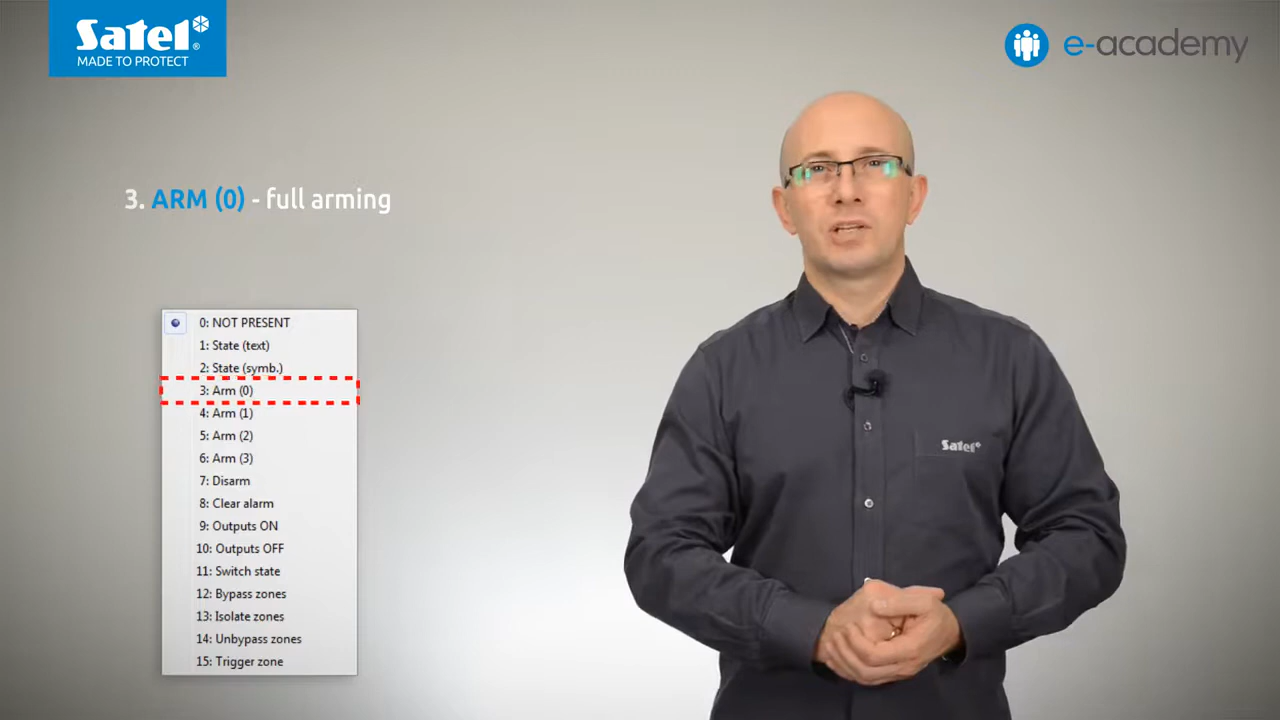 Satel®
MADE TO PROTECT
e-academy
3. ARM (0) - full arming
0: NOT PRESENT
1: State (text)
2: State (symb.)
3: Arm (0)
4: Arm (1)
5: Arm (2)
6: Arm (3)
7: Disarm
8: Clear alarm
9: Outputs ON
10: Outputs OFF
11: Switch state
12: Bypass zones
13: Isolate zones
14: Unbypass zones
15: Trigger zone
Satel